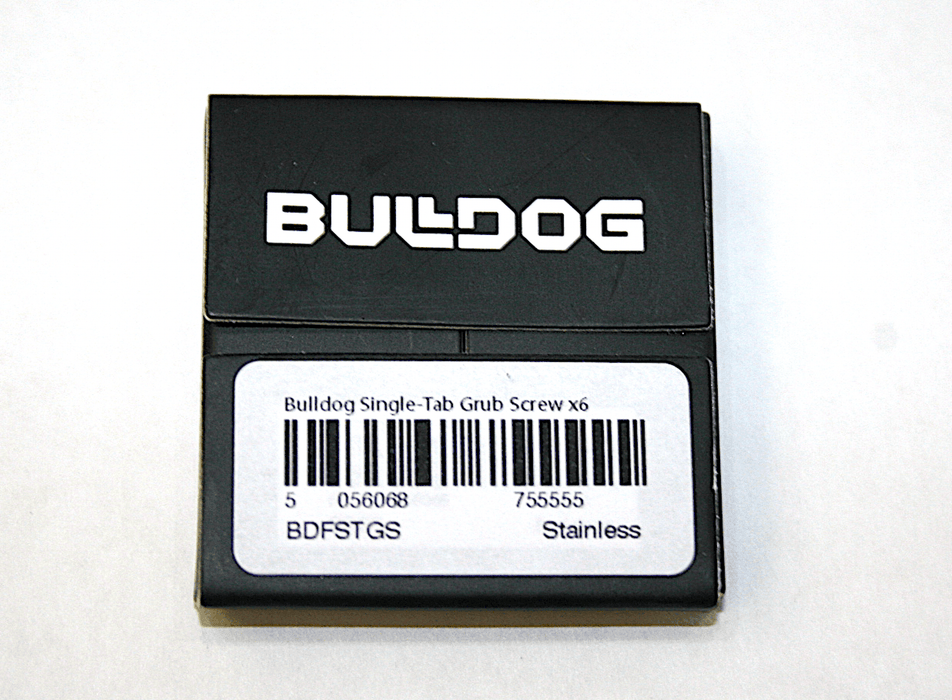 BULLDOG
Bulldog Single-Tab Grub Screw x6
5 056068 755555
BDFSTGS Stainless